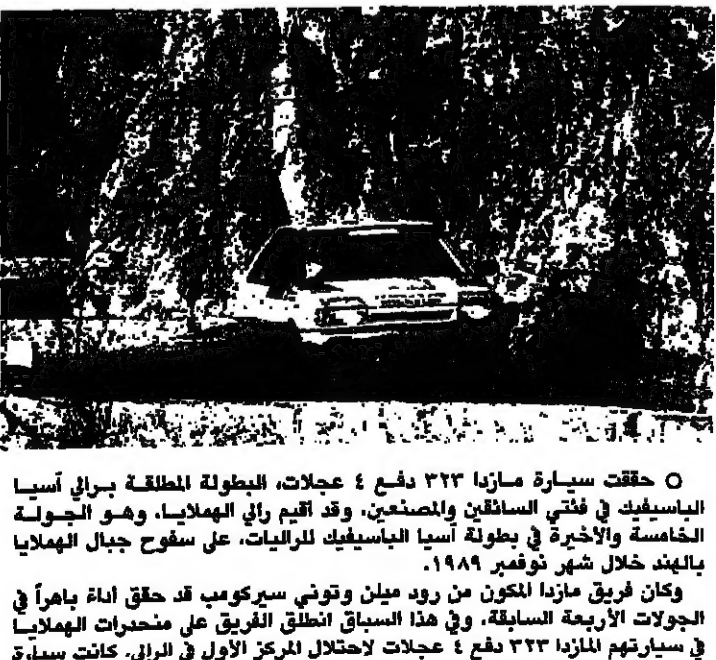 ○ حققت سيارة مازدا ٣٢٣ دفع ٤ عجلات، البطولة المطلقة برالي آسيا
الباسيفيك في فئتي السائقين والمصنعين. وقد أقيم رالي الهملايا، وهو الجولة
الخامسة والأخيرة في بطولة آسيا الباسيفيك للراليات، على سفوح جبال الهملايا
بالهند خلال شهر نوفمبر ١٩٨٩.
وكان فريق مازدا المكون من رود ميلن وتوني سيركومب قد حقق أداءً باهراً في
الجولات الأربعة السابقة، وفي هذا السباق انطلق الفريق على منحدرات الهملايا
في سيارتهم المازدا ٣٢٣ دفع ٤ عجلات لإحتلال المركز الأول في الرالي. كانت سيارة